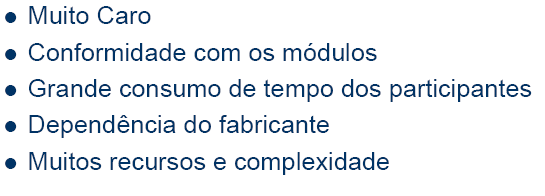 ● Muito Caro
● Conformidade com os módulos
● Grande consumo de tempo dos participantes
● Dependência do fabricante
● Muitos recursos e complexidade